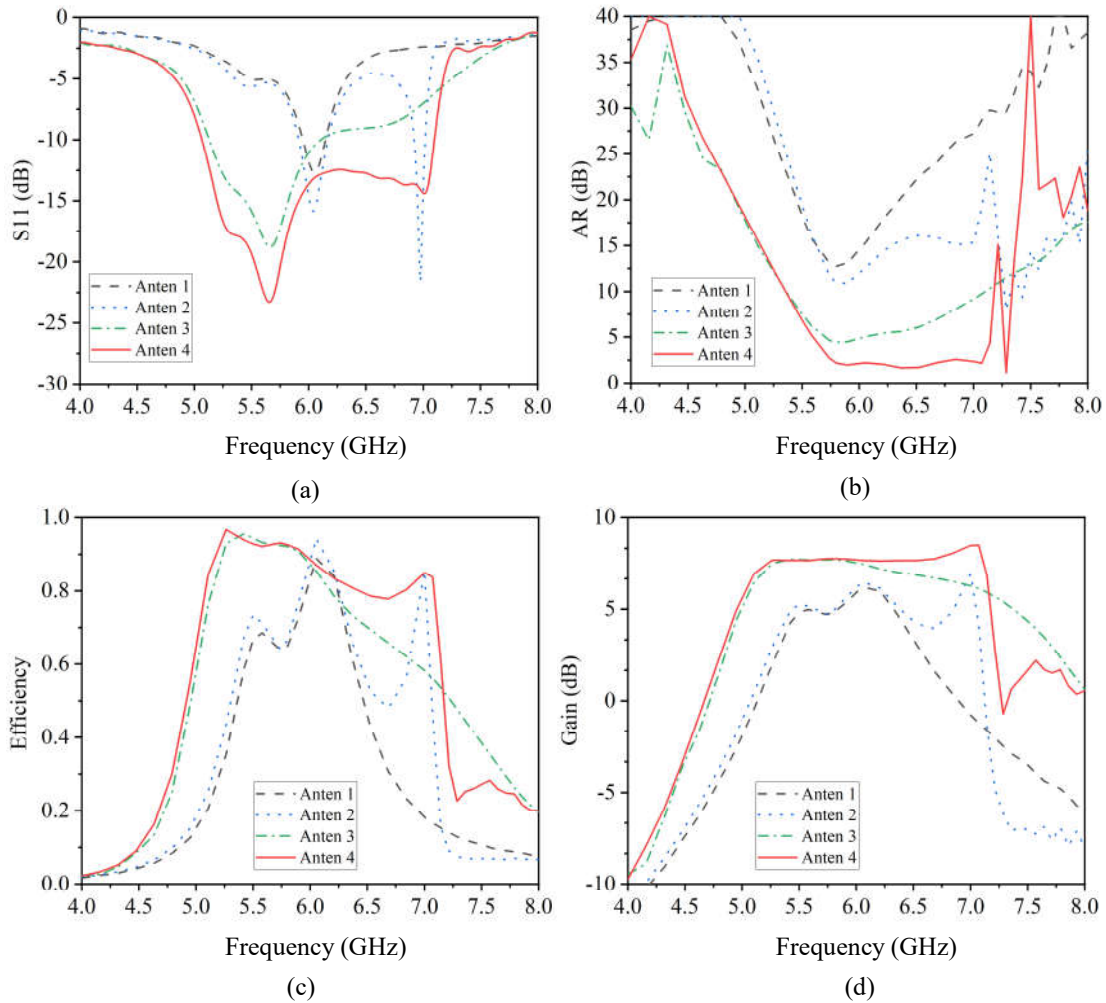 0
-5
-10
-15
-20
-25
-30
S11 (dB)
Anten 1
Anten 2
Anten 3
Anten 4
4.0 4.5 5.0 5.5 6.0 6.5 7.0 7.5 8.0
Frequency (GHz)
(a)
40
35
30
25
20
15
10
5
0
AR (dB)
Anten 1
Anten 2
Anten 3
Anten 4
4.0 4.5 5.0 5.5 6.0 6.5 7.0 7.5 8.0
Frequency (GHz)
(b)
1.0
0.8
0.6
0.4
0.2
0.0
Efficiency
Anten 1
Anten 2
Anten 3
Anten 4
4.0 4.5 5.0 5.5 6.0 6.5 7.0 7.5 8.0
Frequency (GHz)
(c)
10
5
0
-5
-10
Gain (dB)
Anten 1
Anten 2
Anten 3
Anten 4
4.0 4.5 5.0 5.5 6.0 6.5 7.0 7.5 8.0
Frequency (GHz)
(d)